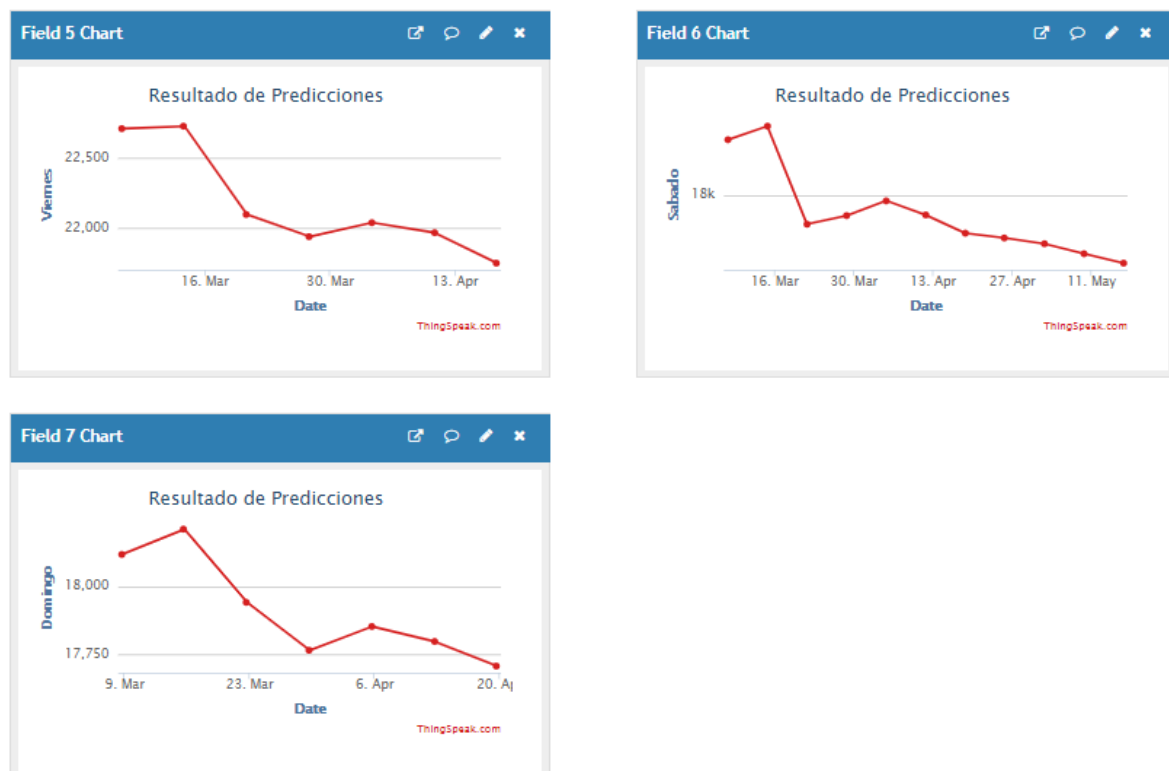 Field 5 Chart
Resultado de Predicciones
22,500
22,000
Viernes
16. Mar 30. Mar 13. Apr
Date
ThingSpeak.com
Field 6 Chart
Resultado de Predicciones
18k
Sabado
16. Mar 30. Mar 13. Apr 27. Apr 11. May
Date
ThingSpeak.com
Field 7 Chart
Resultado de Predicciones
18,000
17,750
Domingo
9. Mar 23. Mar 6. Apr 20. Ap
Date
ThingSpeak.com